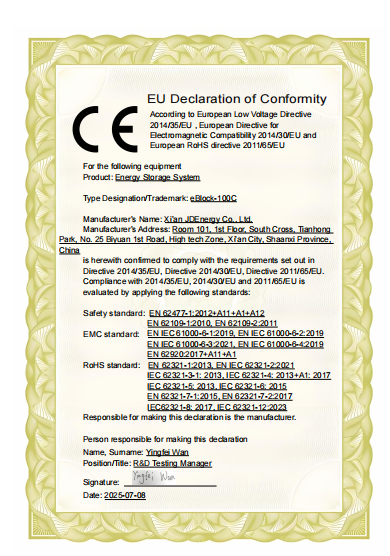 CE
EU Declaration of Conformity
According to European Low Voltage Directive
2014/35/EU , European Directive for
Electromagnetic Compatibility 2014/30/EU and
European RoHS directive 2011/65/EU
For the following equipment
Product: Energy Storage System
Type Designation/Trademark: eBlock-100C
Manufacturer's Name: Xi'an JDEnergy Co., Ltd.
Manufacturer's Address: Room 101, 1st Floor, South Cross, Tianhong
Park, No. 25 Biyuan 1st Road, High tech Zone, Xi'an City, Shaanxi Province,
China
is herewith confirmed to comply with the requirements set out in
Directive 2014/35/EU, Directive 2014/30/EU, Directive 2011/65/EU.
Compliance with 2014/35/EU, 2014/30/EU and 2011/65/EU is
evaluated by applying the following standards:
Safety standard: EN 62477-1:2012+A11+A1+A12
EN 62109-1:2010, EN 62109-2:2011
EMC standard: EN IEC 61000-6-1:2019, EN IEC 61000-6-2:2019
EN IEC 61000-6-3:2021, EN IEC 61000-6-4:2019
EN 62920:2017+A11+A1
RoHS standard: EN 62321-1:2013, EN IEC 62321-2:2021
IEC 62321-3-1: 2013, IEC 62321-4: 2013+A1: 2017
IEC 62321-5: 2013, IEC 62321-6: 2015
EN 62321-7-1:2015, EN 62321-7-2:2017
IEC62321-8: 2017, IEC 62321-12:2023
Responsible for making this declaration is the manufacturer.
Person responsible for making this declaration
Name, Surname: Yingfei Wan
Position/Title: R&D Testing Manager
Signature: Yingfei Wan
Date: 2025-07-08